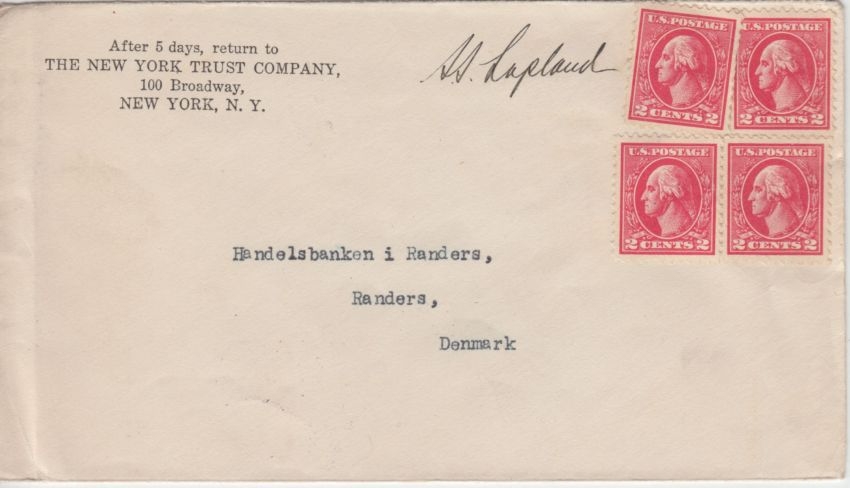 After 5 days, return to
THE NEW YORK TRUST COMPANY,
100 Broadway,
NEW YORK, N. Y.
S.S. Lapland
U.S. POSTAGE
2 CENTS 2
U.S. POSTAGE
2 CENTS 2
U.S. POSTAGE
2 CENTS 2
U.S. POSTAGE
2 CENTS 2
Handelsbanken i Randers,
Randers,
Denmark